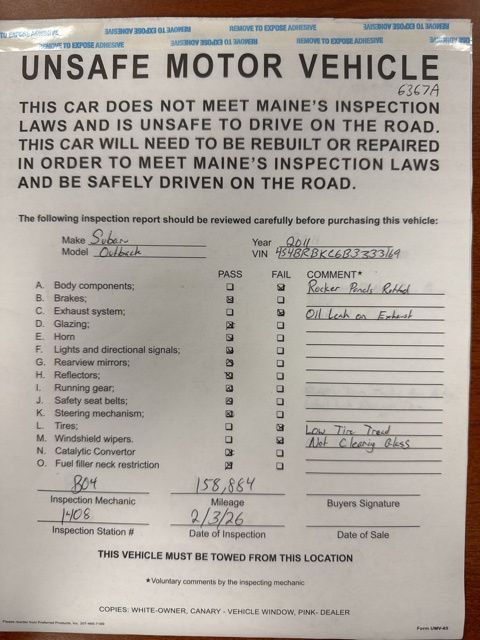 REMOVE TO EXPOSE ADHESIVE
REMOVE TO EXPOSE ADHESIVE REMOVE TO EXPOSE ADHESIVE
UNSAFE MOTOR VEHICLE
6367A
THIS CAR DOES NOT MEET MAINE'S INSPECTION
LAWS AND IS UNSAFE TO DRIVE ON THE ROAD.
THIS CAR WILL NEED TO BE REBUILT OR REPAIRED
IN ORDER TO MEET MAINE'S INSPECTION LAWS
AND BE SAFELY DRIVEN ON THE ROAD.
The following inspection report should be reviewed carefully before purchasing this vehicle:
Make Subaru Year 2011
Model Outback VIN
PASS FAIL COMMENT*
A. Body components; ☐ ☒ Rocker Panels Rotted
B. Brakes; ☒ ☐
C. Exhaust system; ☐ ☒ Oil Leak on Exhaust
D. Glazing; ☒ ☐
E. Horn ☒ ☐
F. Lights and directional signals; ☒ ☐
G. Rearview mirrors; ☒ ☐
H. Reflectors; ☒ ☐
I. Running gear; ☒ ☐
J. Safety seat belts; ☒ ☐
K. Steering mechanism; ☒ ☐
L. Tires; ☐ ☒ Low Tire Tread
M. Windshield wipers. ☐ ☒ Not Clearing Glass
N. Catalytic Convertor ☒ ☐
O. Fuel filler neck restriction ☒ ☐
804 158,884
Inspection Mechanic Mileage Buyers Signature
1408 2/3/26
Inspection Station # Date of Inspection Date of Sale
THIS VEHICLE MUST BE TOWED FROM THIS LOCATION
*Voluntary comments by the inspecting mechanic
COPIES: WHITE-OWNER, CANARY - VEHICLE WINDOW, PINK- DEALER
Form UMV-45